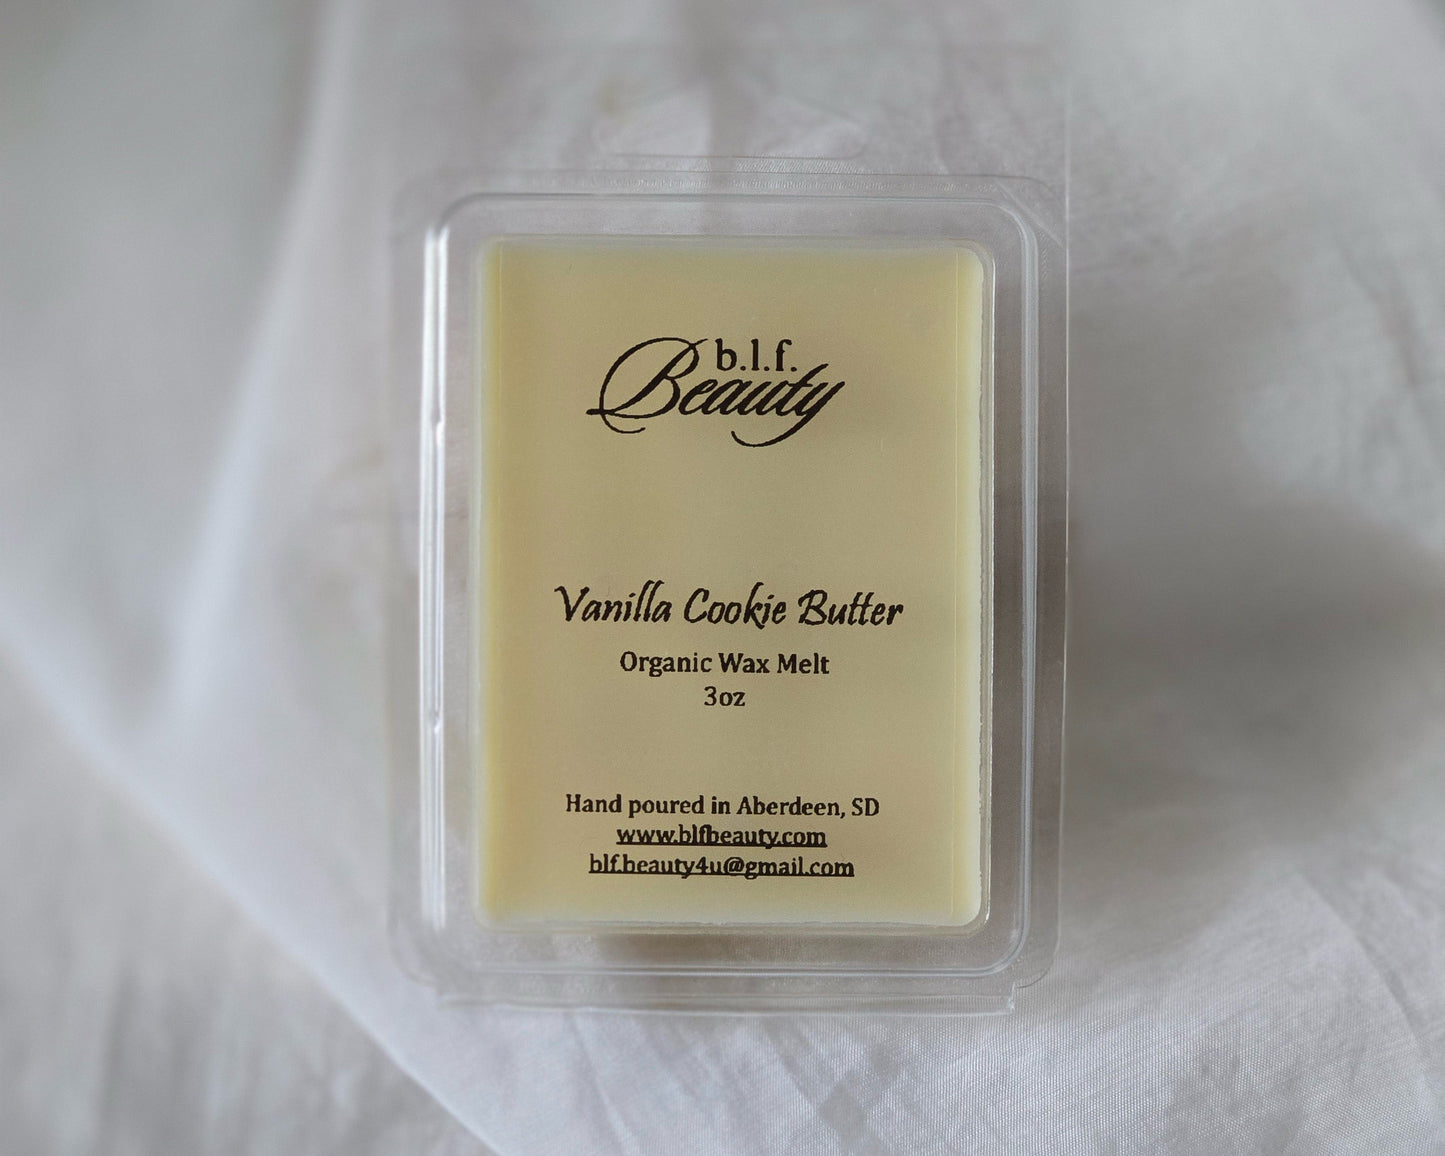 b.l.f.
Beauty
Vanilla Cookie Butter
Organic Wax Melt
3oz
Hand poured in Aberdeen, SD
www.blfbeauty.com
blf.beauty4u@gmail.com